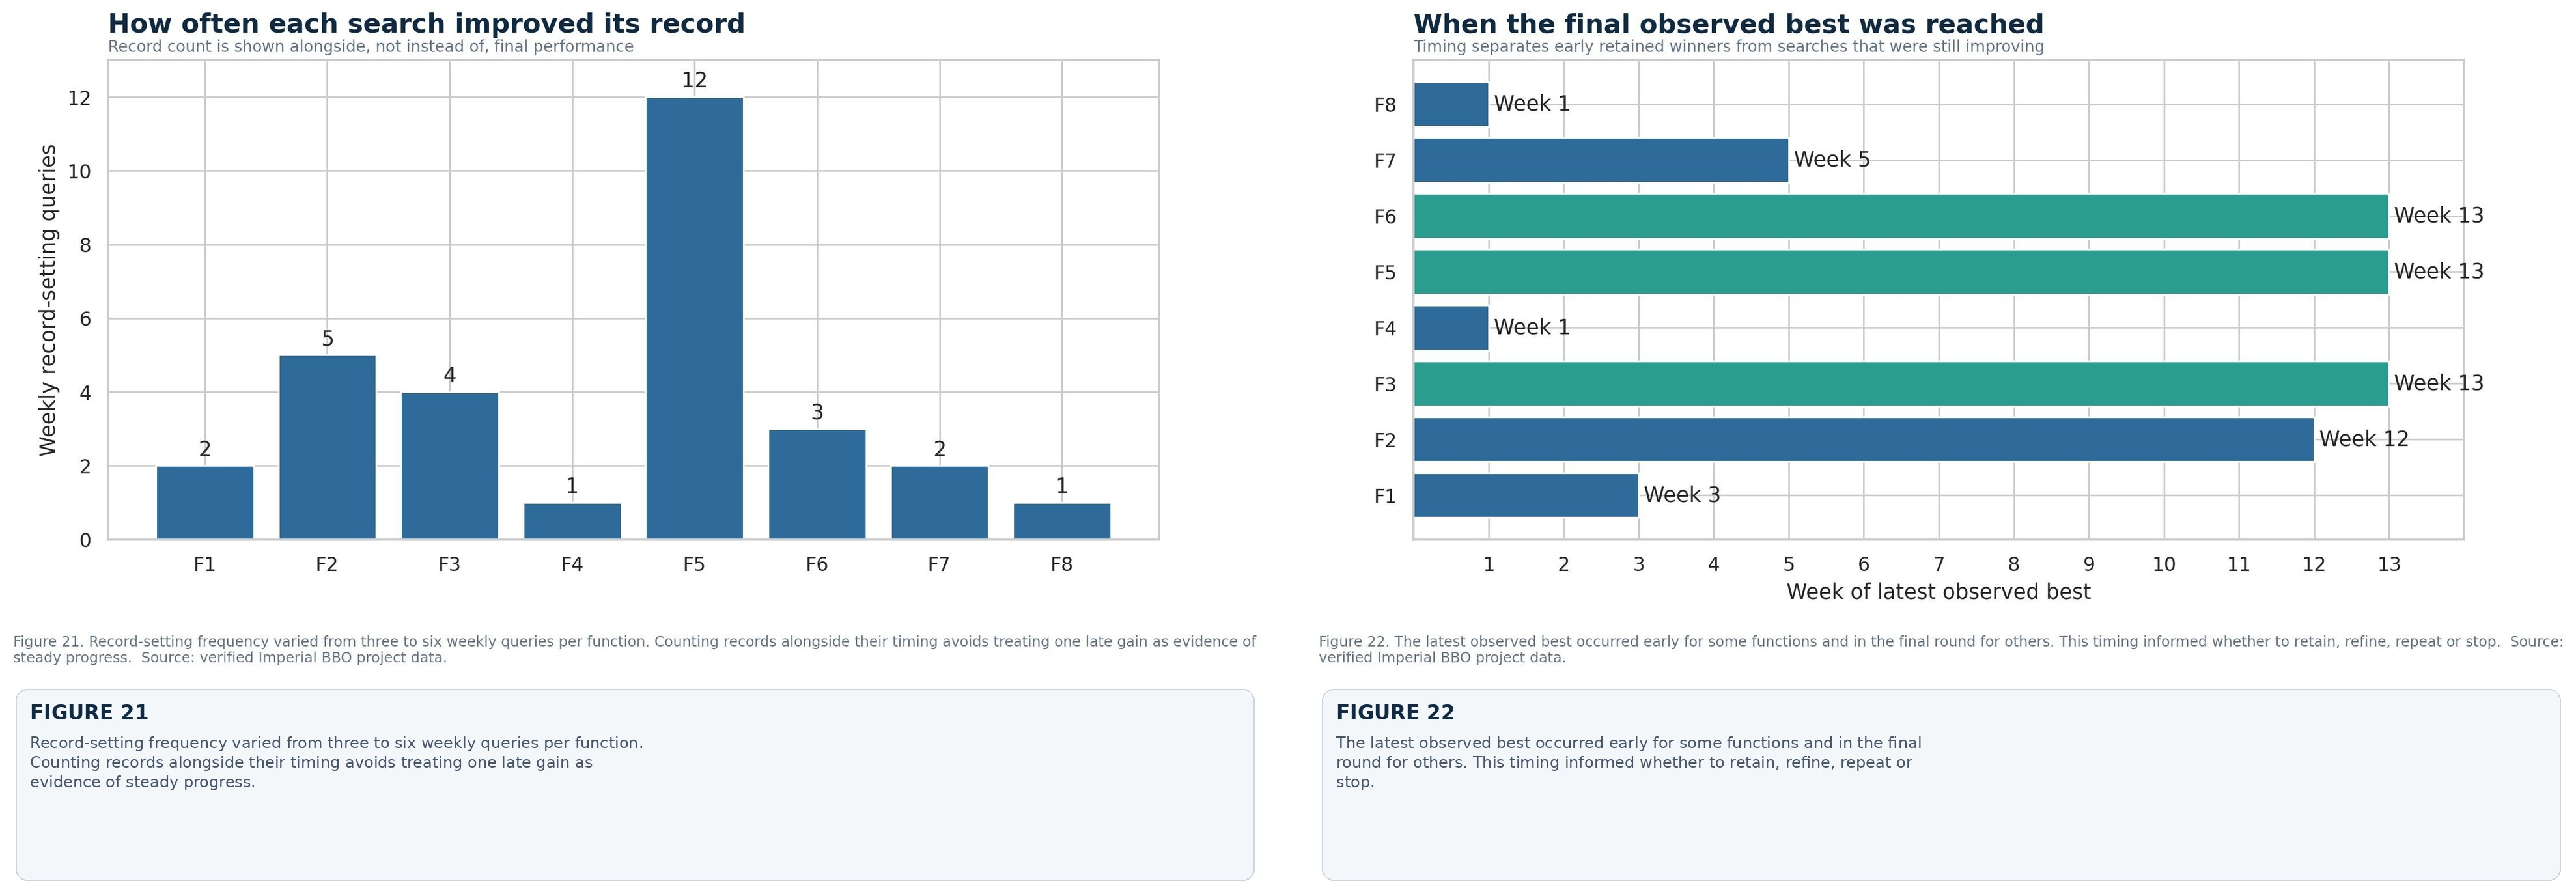 How often each search improved its record
Record count is shown alongside, not instead of, final performance
Weekly record-setting queries
12
10
8
6
4
2
0
2
5
4
1
12
3
2
1
F1 F2 F3 F4 F5 F6 F7 F8
Figure 21. Record-setting frequency varied from three to six weekly queries per function. Counting records alongside their timing avoids treating one late gain as evidence of
steady progress.  Source: verified Imperial BBO project data.
FIGURE 21
Record-setting frequency varied from three to six weekly queries per function.
Counting records alongside their timing avoids treating one late gain as
evidence of steady progress.
When the final observed best was reached
Timing separates early retained winners from searches that were still improving
F8 Week 1
F7 Week 5
F6 Week 13
F5 Week 13
F4 Week 1
F3 Week 13
F2 Week 12
F1 Week 3
1 2 3 4 5 6 7 8 9 10 11 12 13
Week of latest observed best
Figure 22. The latest observed best occurred early for some functions and in the final round for others. This timing informed whether to retain, refine, repeat or stop.  Source:
verified Imperial BBO project data.
FIGURE 22
The latest observed best occurred early for some functions and in the final
round for others. This timing informed whether to retain, refine, repeat or
stop.